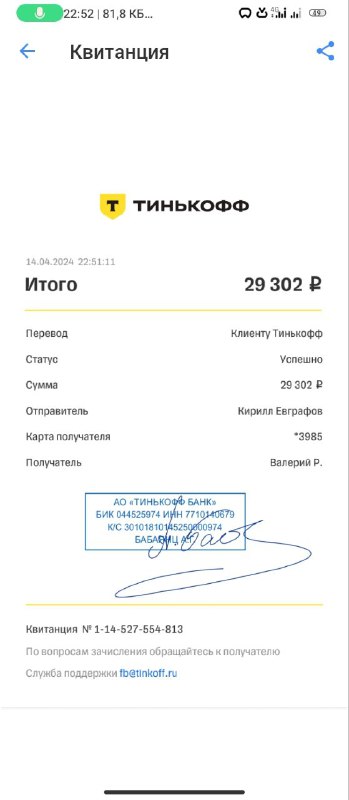 22:52 | 81,8 КБ...
4G
49
Квитанция
ТИНЬКОФФ
14.04.2024 22:51:11
Итого 29 302 ₽
Перевод Клиенту Тинькофф
Статус Успешно
Сумма 29 302 ₽
Отправитель Кирилл Евграфов
Карта получателя *3985
Получатель Валерий Р.
АО «ТИНЬКОФФ БАНК»
БИК 044525974 ИНН 7710140679
К/С 30101810145250000974
Квитанция № 1-14-527-554-813
По вопросам зачисления обращайтесь к получателю
Служба поддержки fb@tinkoff.ru